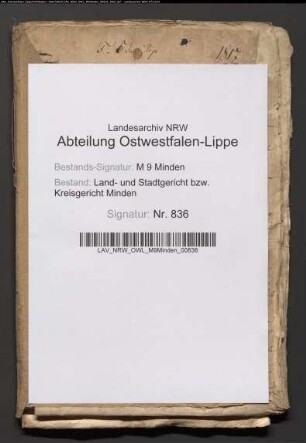 1817
Landesarchiv NRW
Abteilung Ostwestfalen-Lippe
Bestands-Signatur: M 9 Minden
Bestand: Land- und Stadtgericht bzw.
Kreisgericht Minden
Signatur: Nr. 836
LAV_NRW_OWL_M9Minden_00836